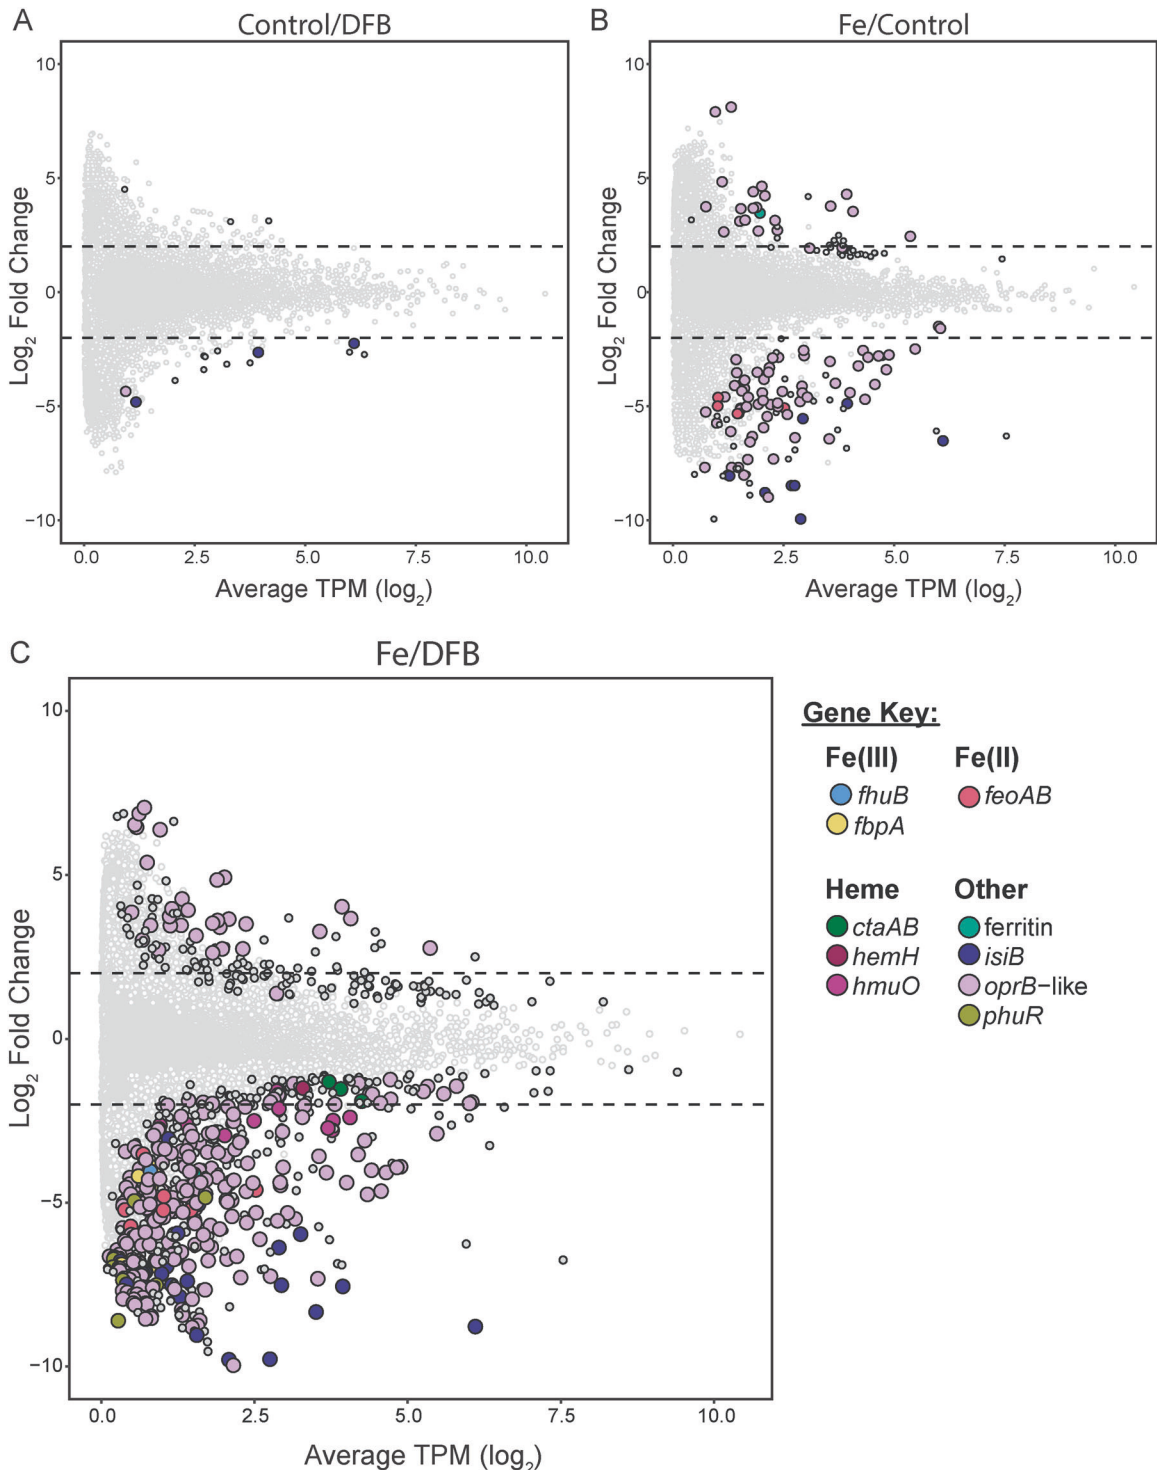 A
Control/DFB
10
5
0
−5
−10
Log2 Fold Change
0.0 2.5 5.0 7.5 10.0
Average TPM (log2)
B
Fe/Control
10
5
0
−5
−10
Log2 Fold Change
0.0 2.5 5.0 7.5 10.0
Average TPM (log2)
C
Fe/DFB
10
5
0
−5
−10
Log2 Fold Change
0.0 2.5 5.0 7.5 10.0
Average TPM (log2)
Gene Key:
Fe(III)
fhuB
fbpA
Fe(II)
feoAB
Heme
ctaAB
hemH
hmuO
Other
ferritin
isiB
oprB−like
phuR